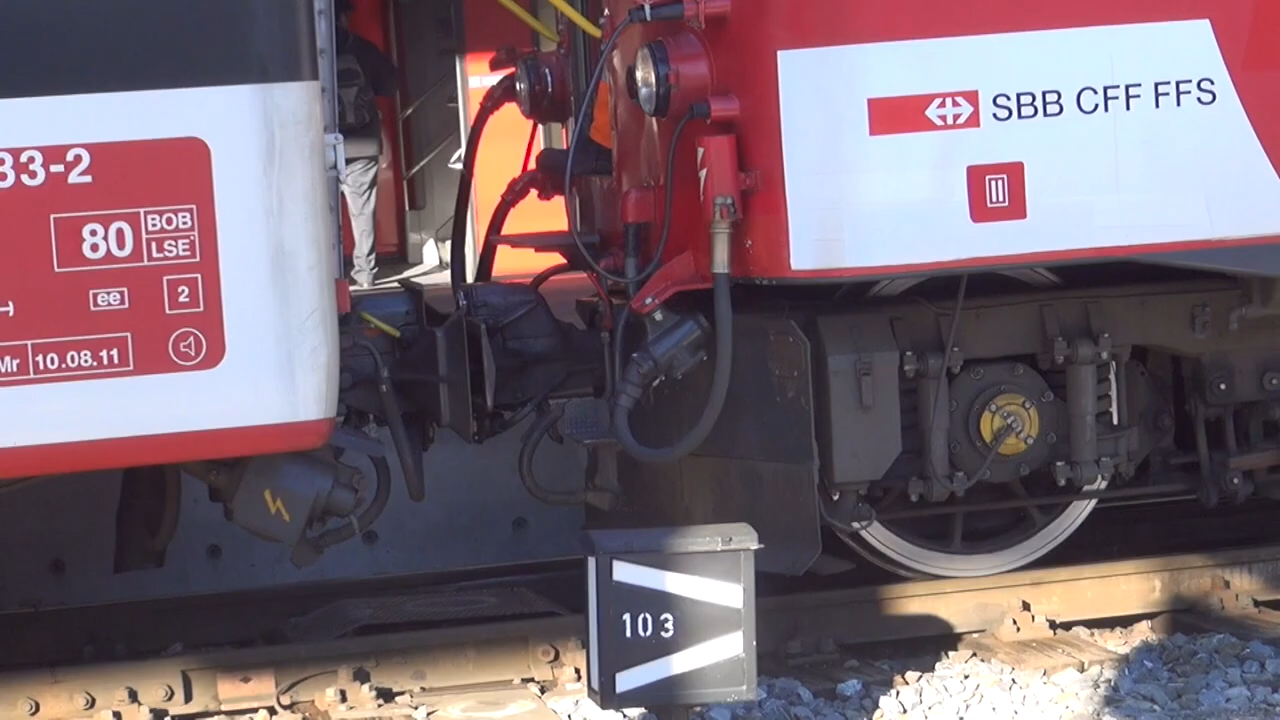 33-2
80 BOB
LSE*
ee 2
Mr 10.08.11
SBB CFF FFS
103